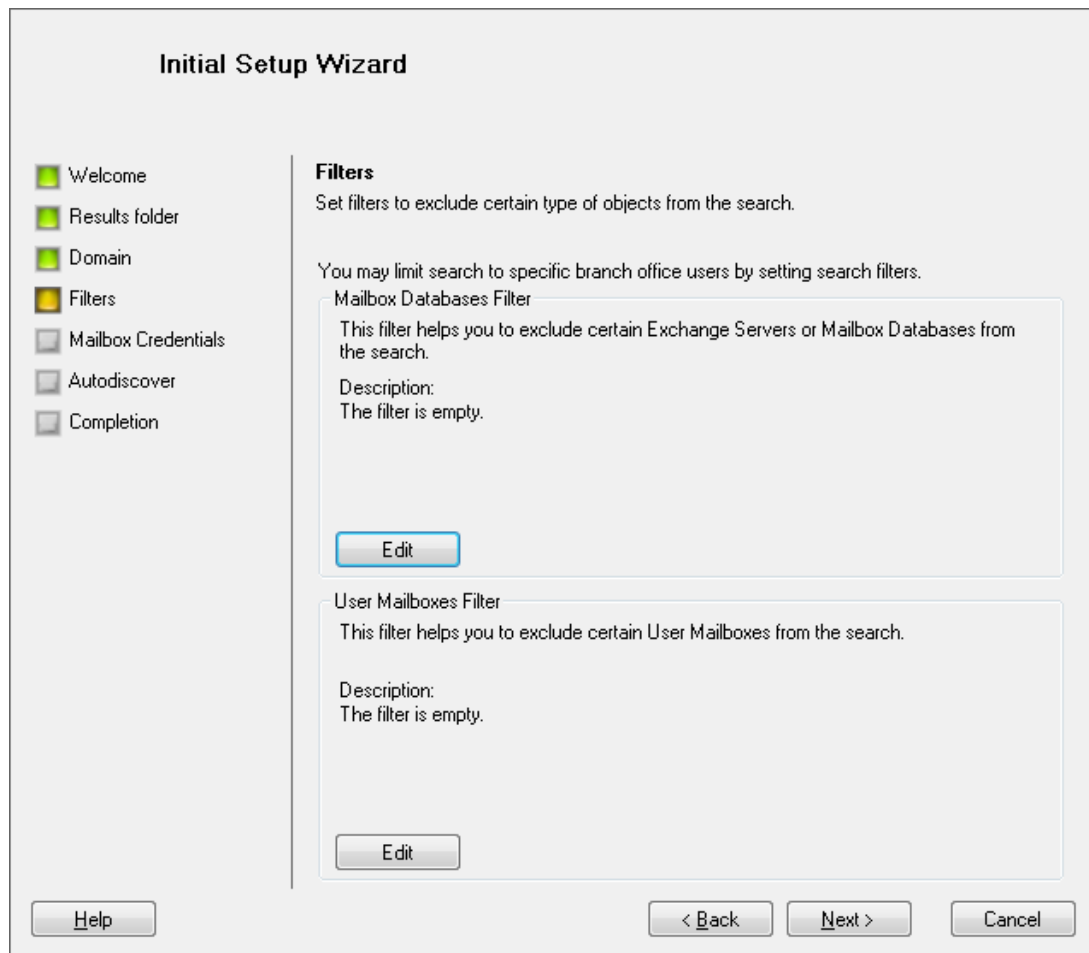 Initial Setup Wizard
Welcome
Results folder
Domain
Filters
Mailbox Credentials
Autodiscover
Completion
Filters
Set filters to exclude certain type of objects from the search.
You may limit search to specific branch office users by setting search filters.
Mailbox Databases Filter
This filter helps you to exclude certain Exchange Servers or Mailbox Databases from
the search.
Description:
The filter is empty.
Edit
User Mailboxes Filter
This filter helps you to exclude certain User Mailboxes from the search.
Description:
The filter is empty.
Edit
Help
< Back
Next >
Cancel